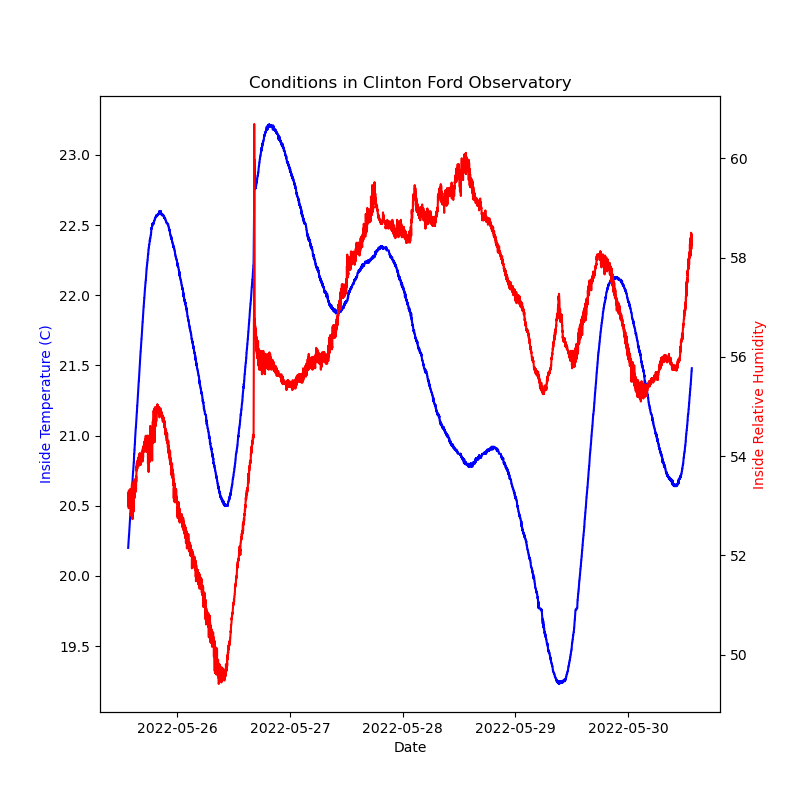 Conditions in Clinton Ford Observatory
23.0
22.5
22.0
21.5
21.0
20.5
20.0
19.5
Inside Temperature (C)
60
58
56
54
52
50
Inside Relative Humidity
2022-05-26 2022-05-27 2022-05-28 2022-05-29 2022-05-30
Date